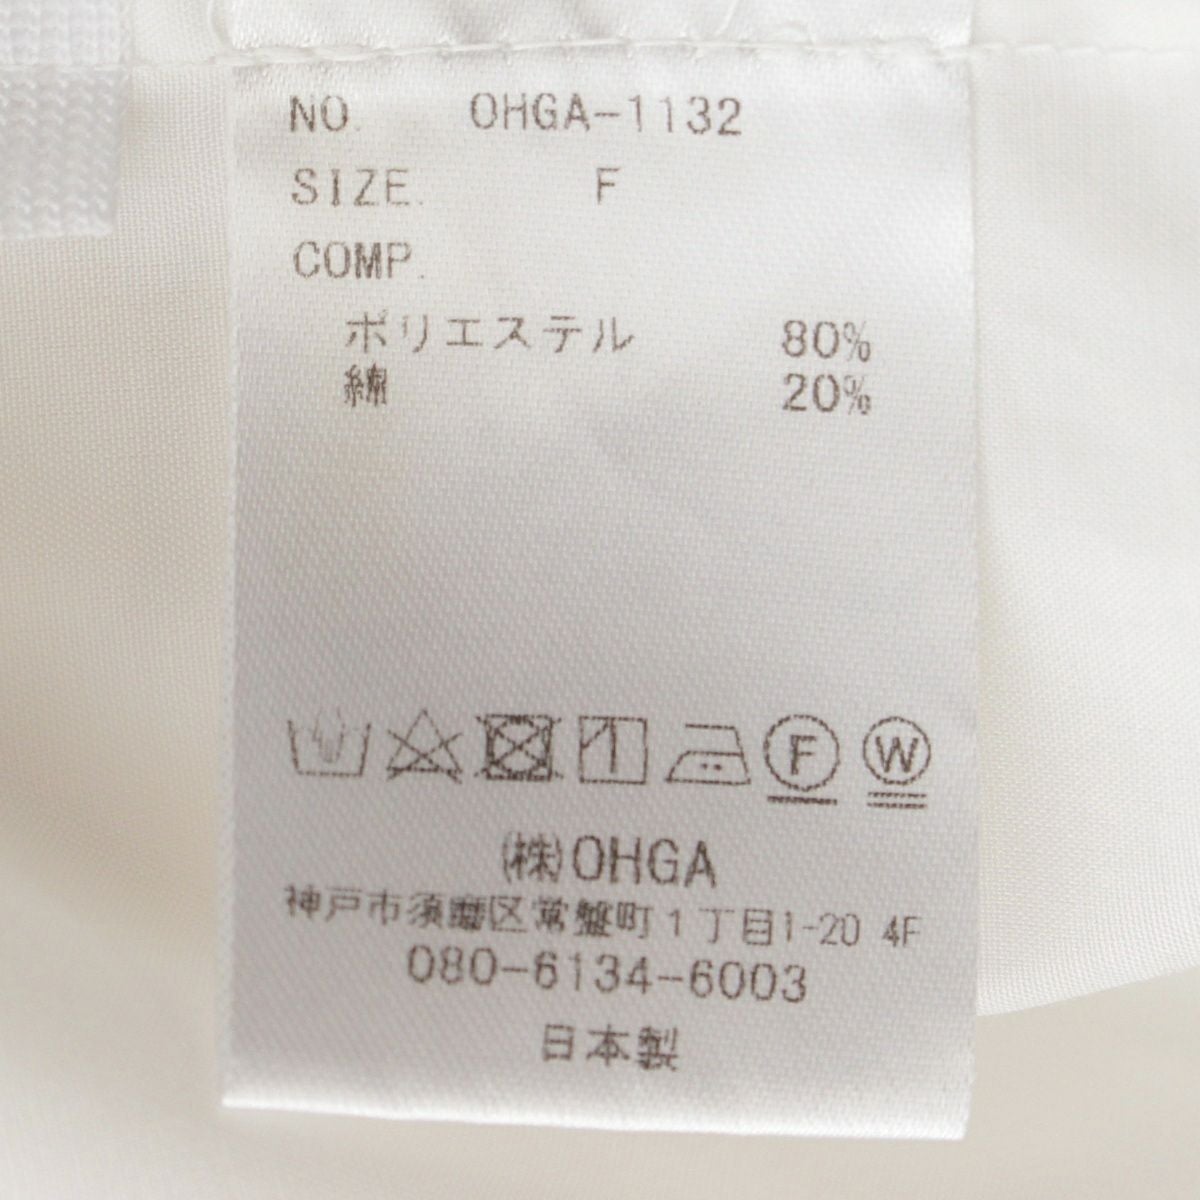 NO. OHGA-1132
SIZE. F
COMP.
ポリエステル 80%
綿 20%
F W
(株)OHGA
神戸市須磨区常盤町1丁目1-20 4F
080-6134-6003
日本製